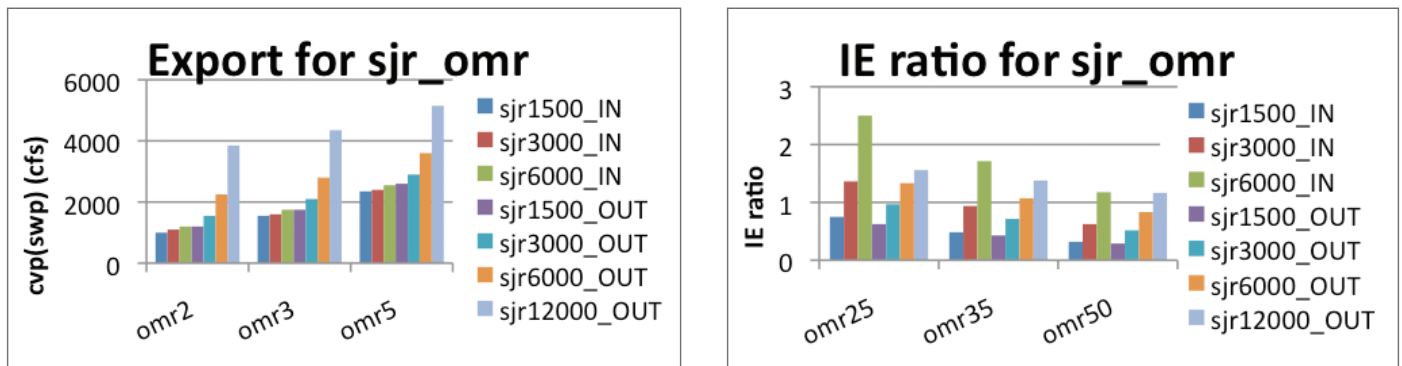 Export for sjr_omr
cvp(swp) (cfs)
6000
4000
2000
0
omr2
omr3
omr5
sjr1500_IN
sjr3000_IN
sjr6000_IN
sjr1500_OUT
sjr3000_OUT
sjr6000_OUT
sjr12000_OUT
IE ratio for sjr_omr
IE ratio
3
2
1
0
omr25
omr35
omr50
sjr1500_IN
sjr3000_IN
sjr6000_IN
sjr1500_OUT
sjr3000_OUT
sjr6000_OUT
sjr12000_OUT